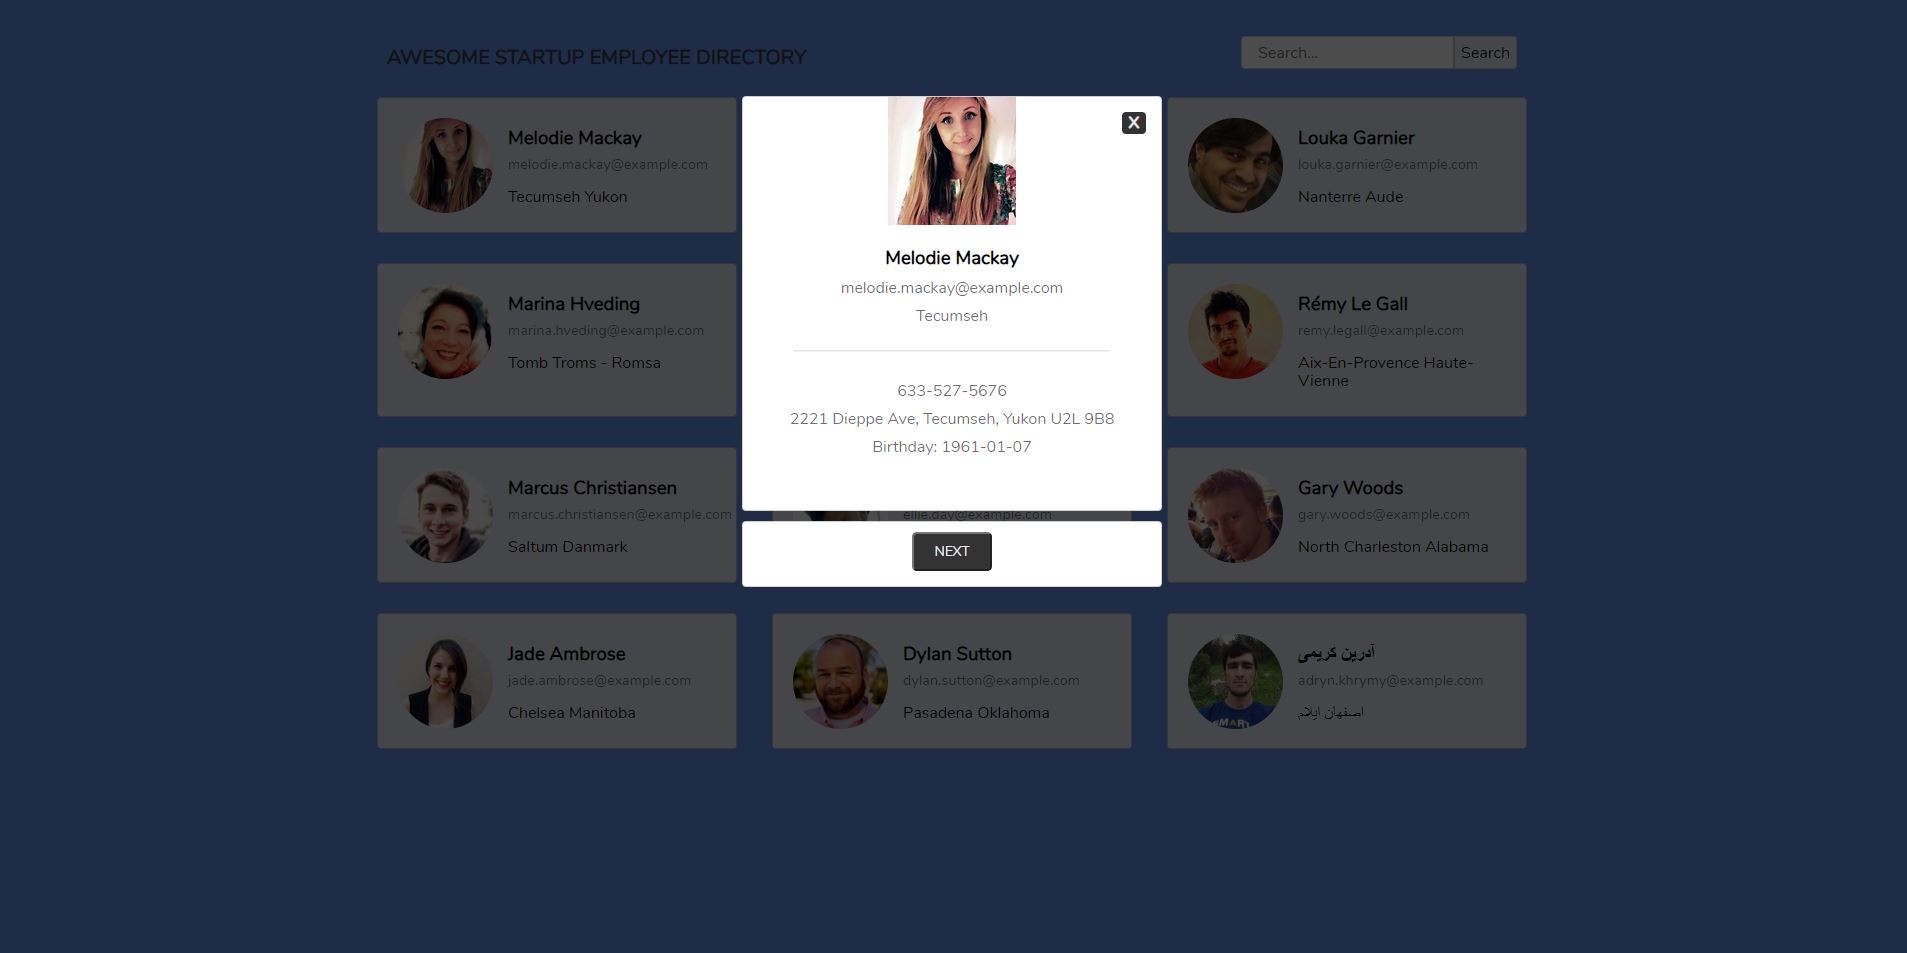 AWESOME STARTUP EMPLOYEE DIRECTORY
Search...
Search
Melodie Mackay
melodie.mackay@example.com
Tecumseh Yukon
X
Melodie Mackay
melodie.mackay@example.com
Tecumseh
633-527-5676
2221 Dieppe Ave, Tecumseh, Yukon U2L 9B8
Birthday: 1961-01-07
NEXT
Louka Garnier
louka.garnier@example.com
Nanterre Aude
Marina Hveding
marina.hveding@example.com
Tomb Troms - Romsa
Rémy Le Gall
remy.legall@example.com
Aix-En-Provence Haute-
Vienne
Marcus Christiansen
marcus.christiansen@example.com
Saltum Danmark
ellie.day@example.com
Gary Woods
gary.woods@example.com
North Charleston Alabama
Jade Ambrose
jade.ambrose@example.com
Chelsea Manitoba
Dylan Sutton
dylan.sutton@example.com
Pasadena Oklahoma
آدرین کریمی
adryn.khrymy@example.com
اصفهان ایلام
SMART